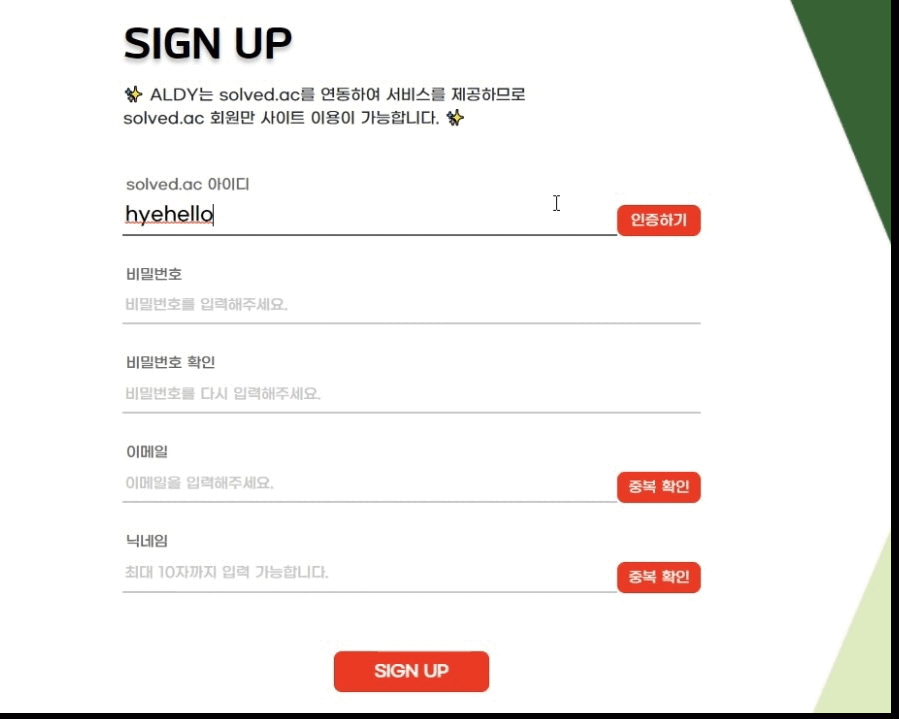 SIGN UP
✨ ALDY는 solved.ac를 연동하여 서비스를 제공하므로
solved.ac 회원만 사이트 이용이 가능합니다. ✨
solved.ac 아이디
hyehello
인증하기
비밀번호
비밀번호를 입력해주세요.
비밀번호 확인
비밀번호를 다시 입력해주세요.
이메일
이메일을 입력해주세요.
중복 확인
닉네임
최대 10자까지 입력 가능합니다.
중복 확인
SIGN UP